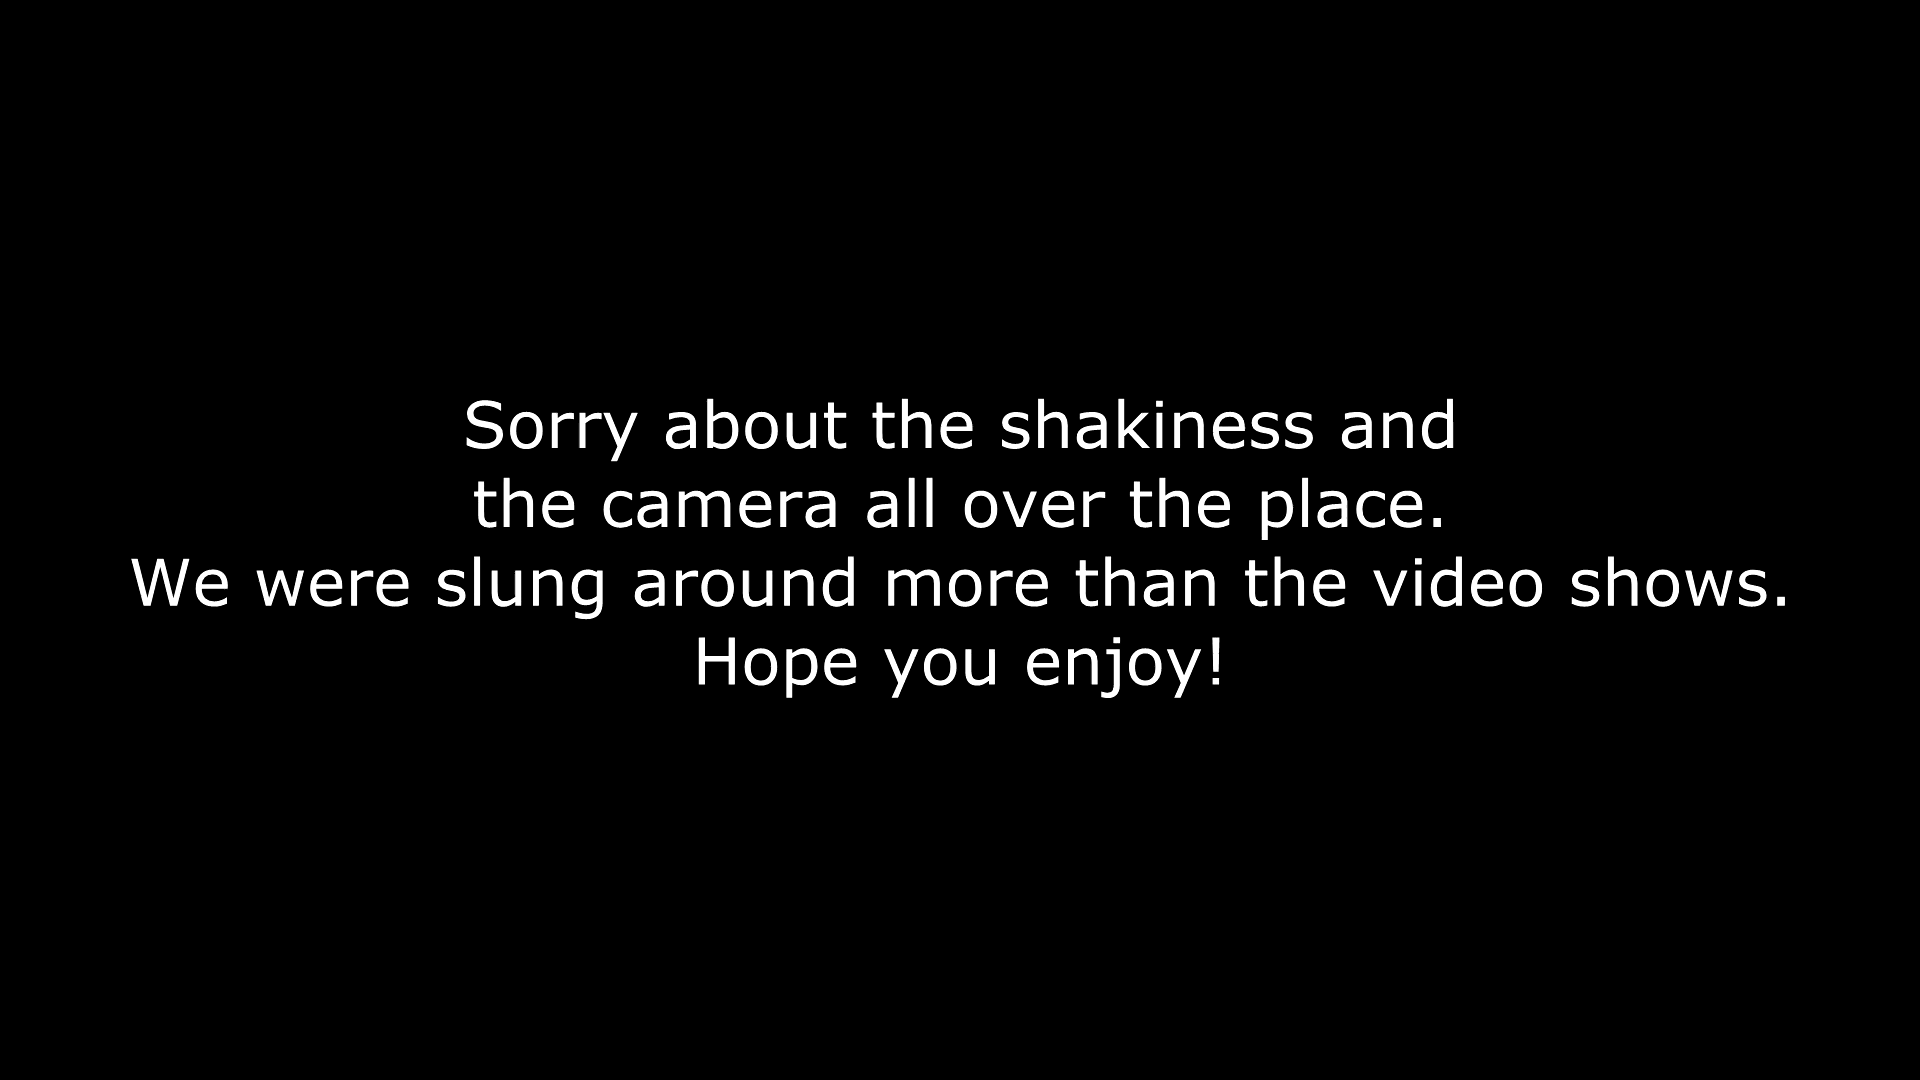 Sorry about the shakiness and
the camera all over the place.
We were slung around more than the video shows.
Hope you enjoy!